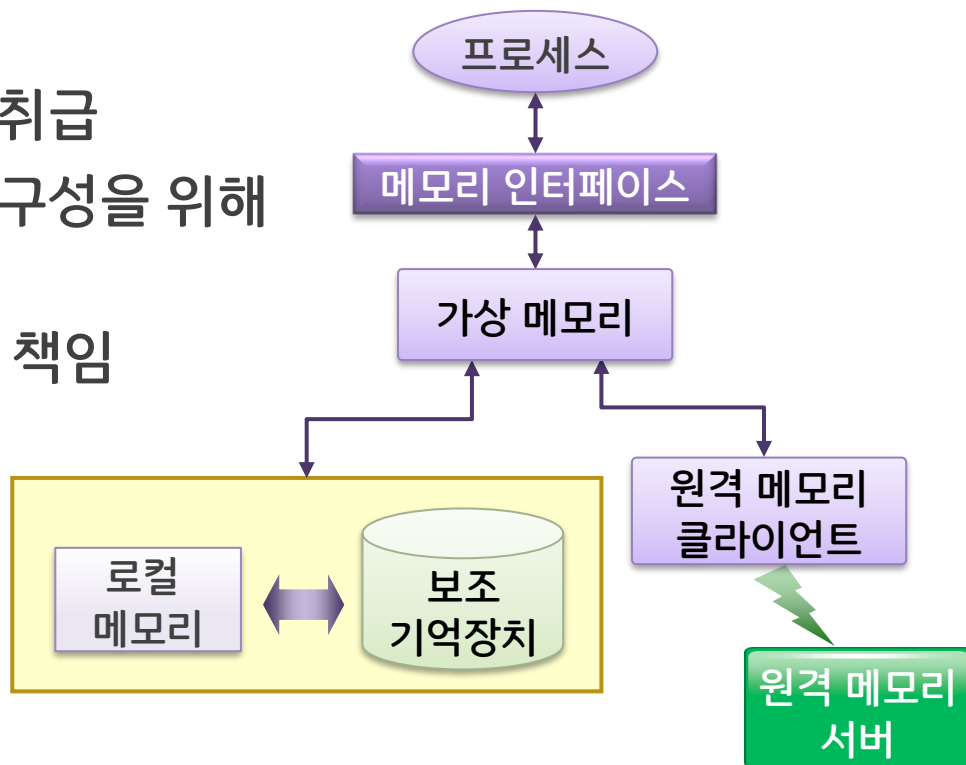 프로세스
취급
메모리 인터페이스
구성을 위해
가상 메모리
책임
원격 메모리
클라이언트
로컬
메모리
보조
기억장치
원격 메모리
서버